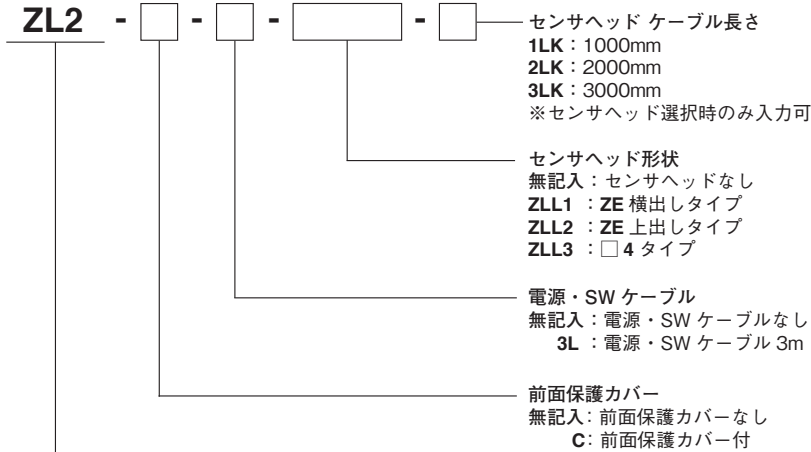 ZL2 - □ - □ - □ - □
センサヘッド ケーブル長さ
1LK：1000mm
2LK：2000mm
3LK：3000mm
※センサヘッド選択時のみ入力可
センサヘッド形状
無記入：センサヘッドなし
ZLL1 ：ZE 横出しタイプ
ZLL2 ：ZE 上出しタイプ
ZLL3 ：□ 4 タイプ
電源・SW ケーブル
無記入：電源・SW ケーブルなし
3L ：電源・SW ケーブル 3m
前面保護カバー
無記入：前面保護カバーなし
C：前面保護カバー付